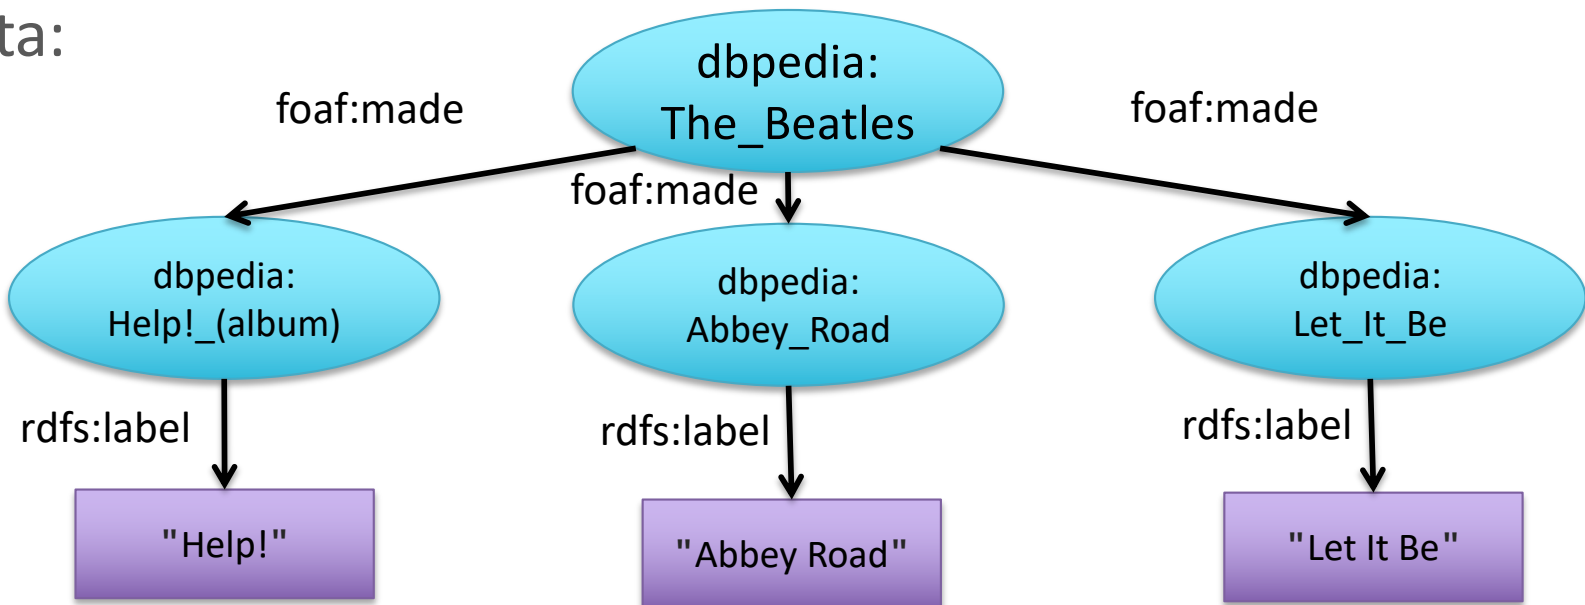 ta:
dbpedia:
The_Beatles
foaf:made
foaf:made
foaf:made
dbpedia:
Help!_(album)
dbpedia:
Abbey_Road
dbpedia:
Let_It_Be
rdfs:label
rdfs:label
rdfs:label
"Help!"
"Abbey Road"
"Let It Be"